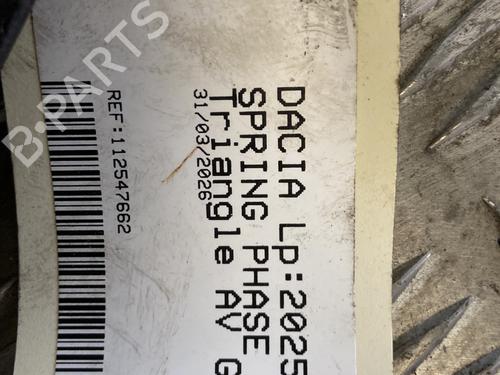 DACIA Lp:2025
SPRING PHASE
Triangle AV G
31/03/2026
REF:112547662
B-PARTS